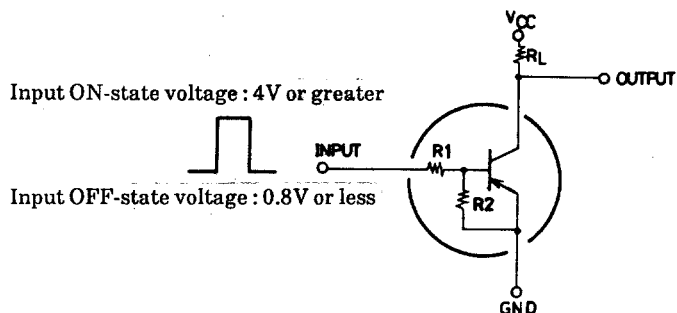 VCC
RL
OUTPUT
Input ON-state voltage : 4V or greater
INPUT
R1
Input OFF-state voltage : 0.8V or less
R2
GND